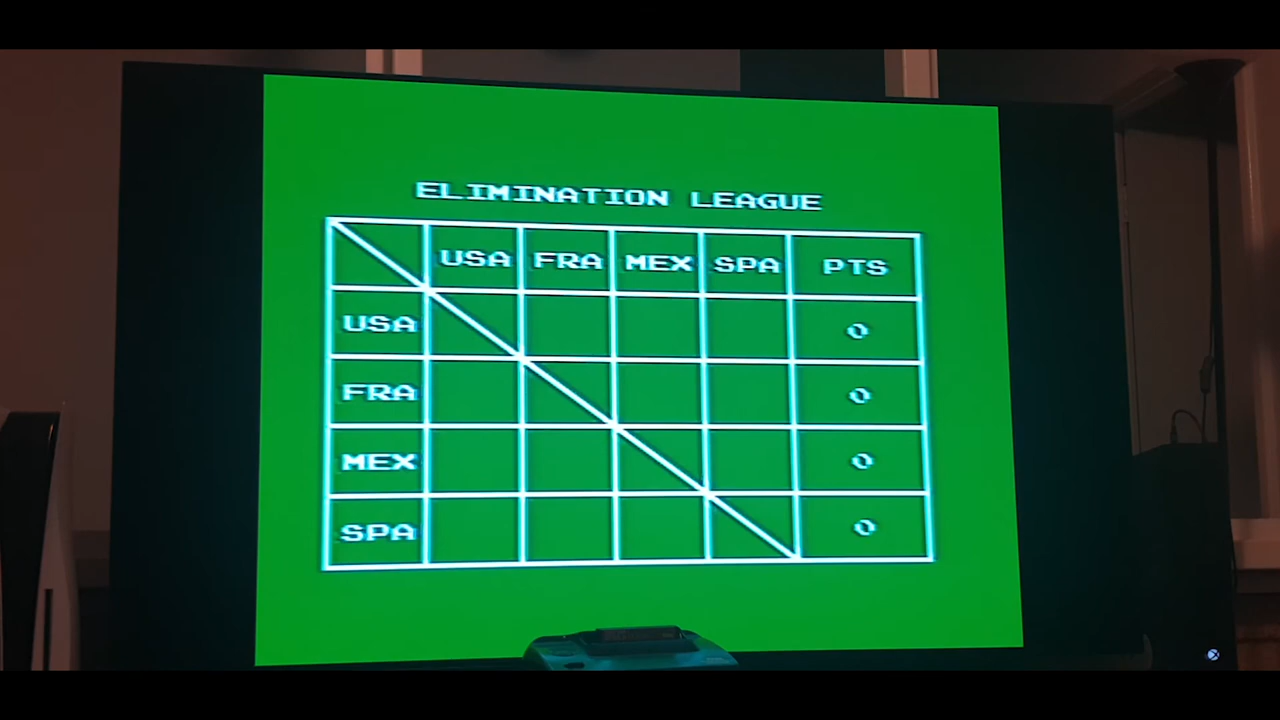 ELIMINATION LEAGUE
USA FRA MEX SPA PTS
USA 0
FRA 0
MEX 0
SPA 0